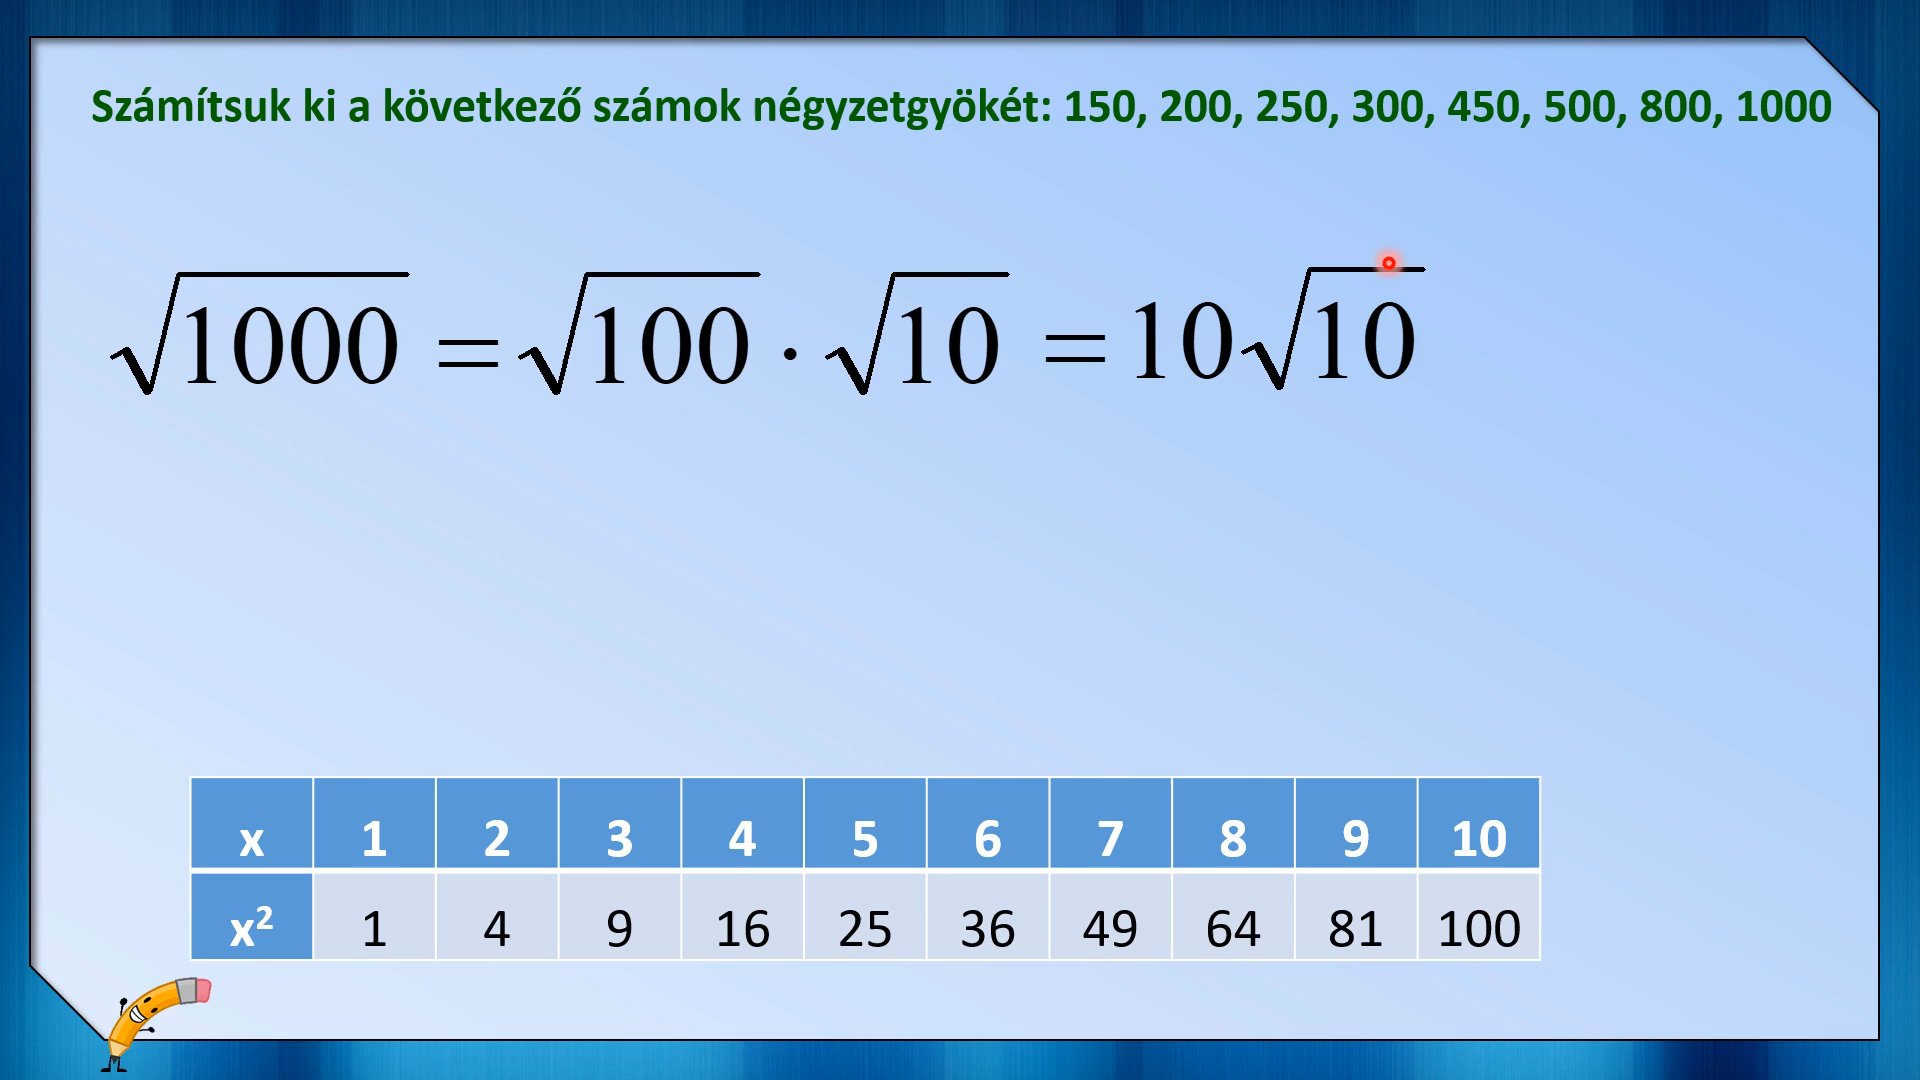 Számítsuk ki a következő számok négyzetgyökét: 150, 200, 250, 300, 450, 500, 800, 1000
√1000 = √100 · √10 = 10√10
x 1 2 3 4 5 6 7 8 9 10
x² 1 4 9 16 25 36 49 64 81 100